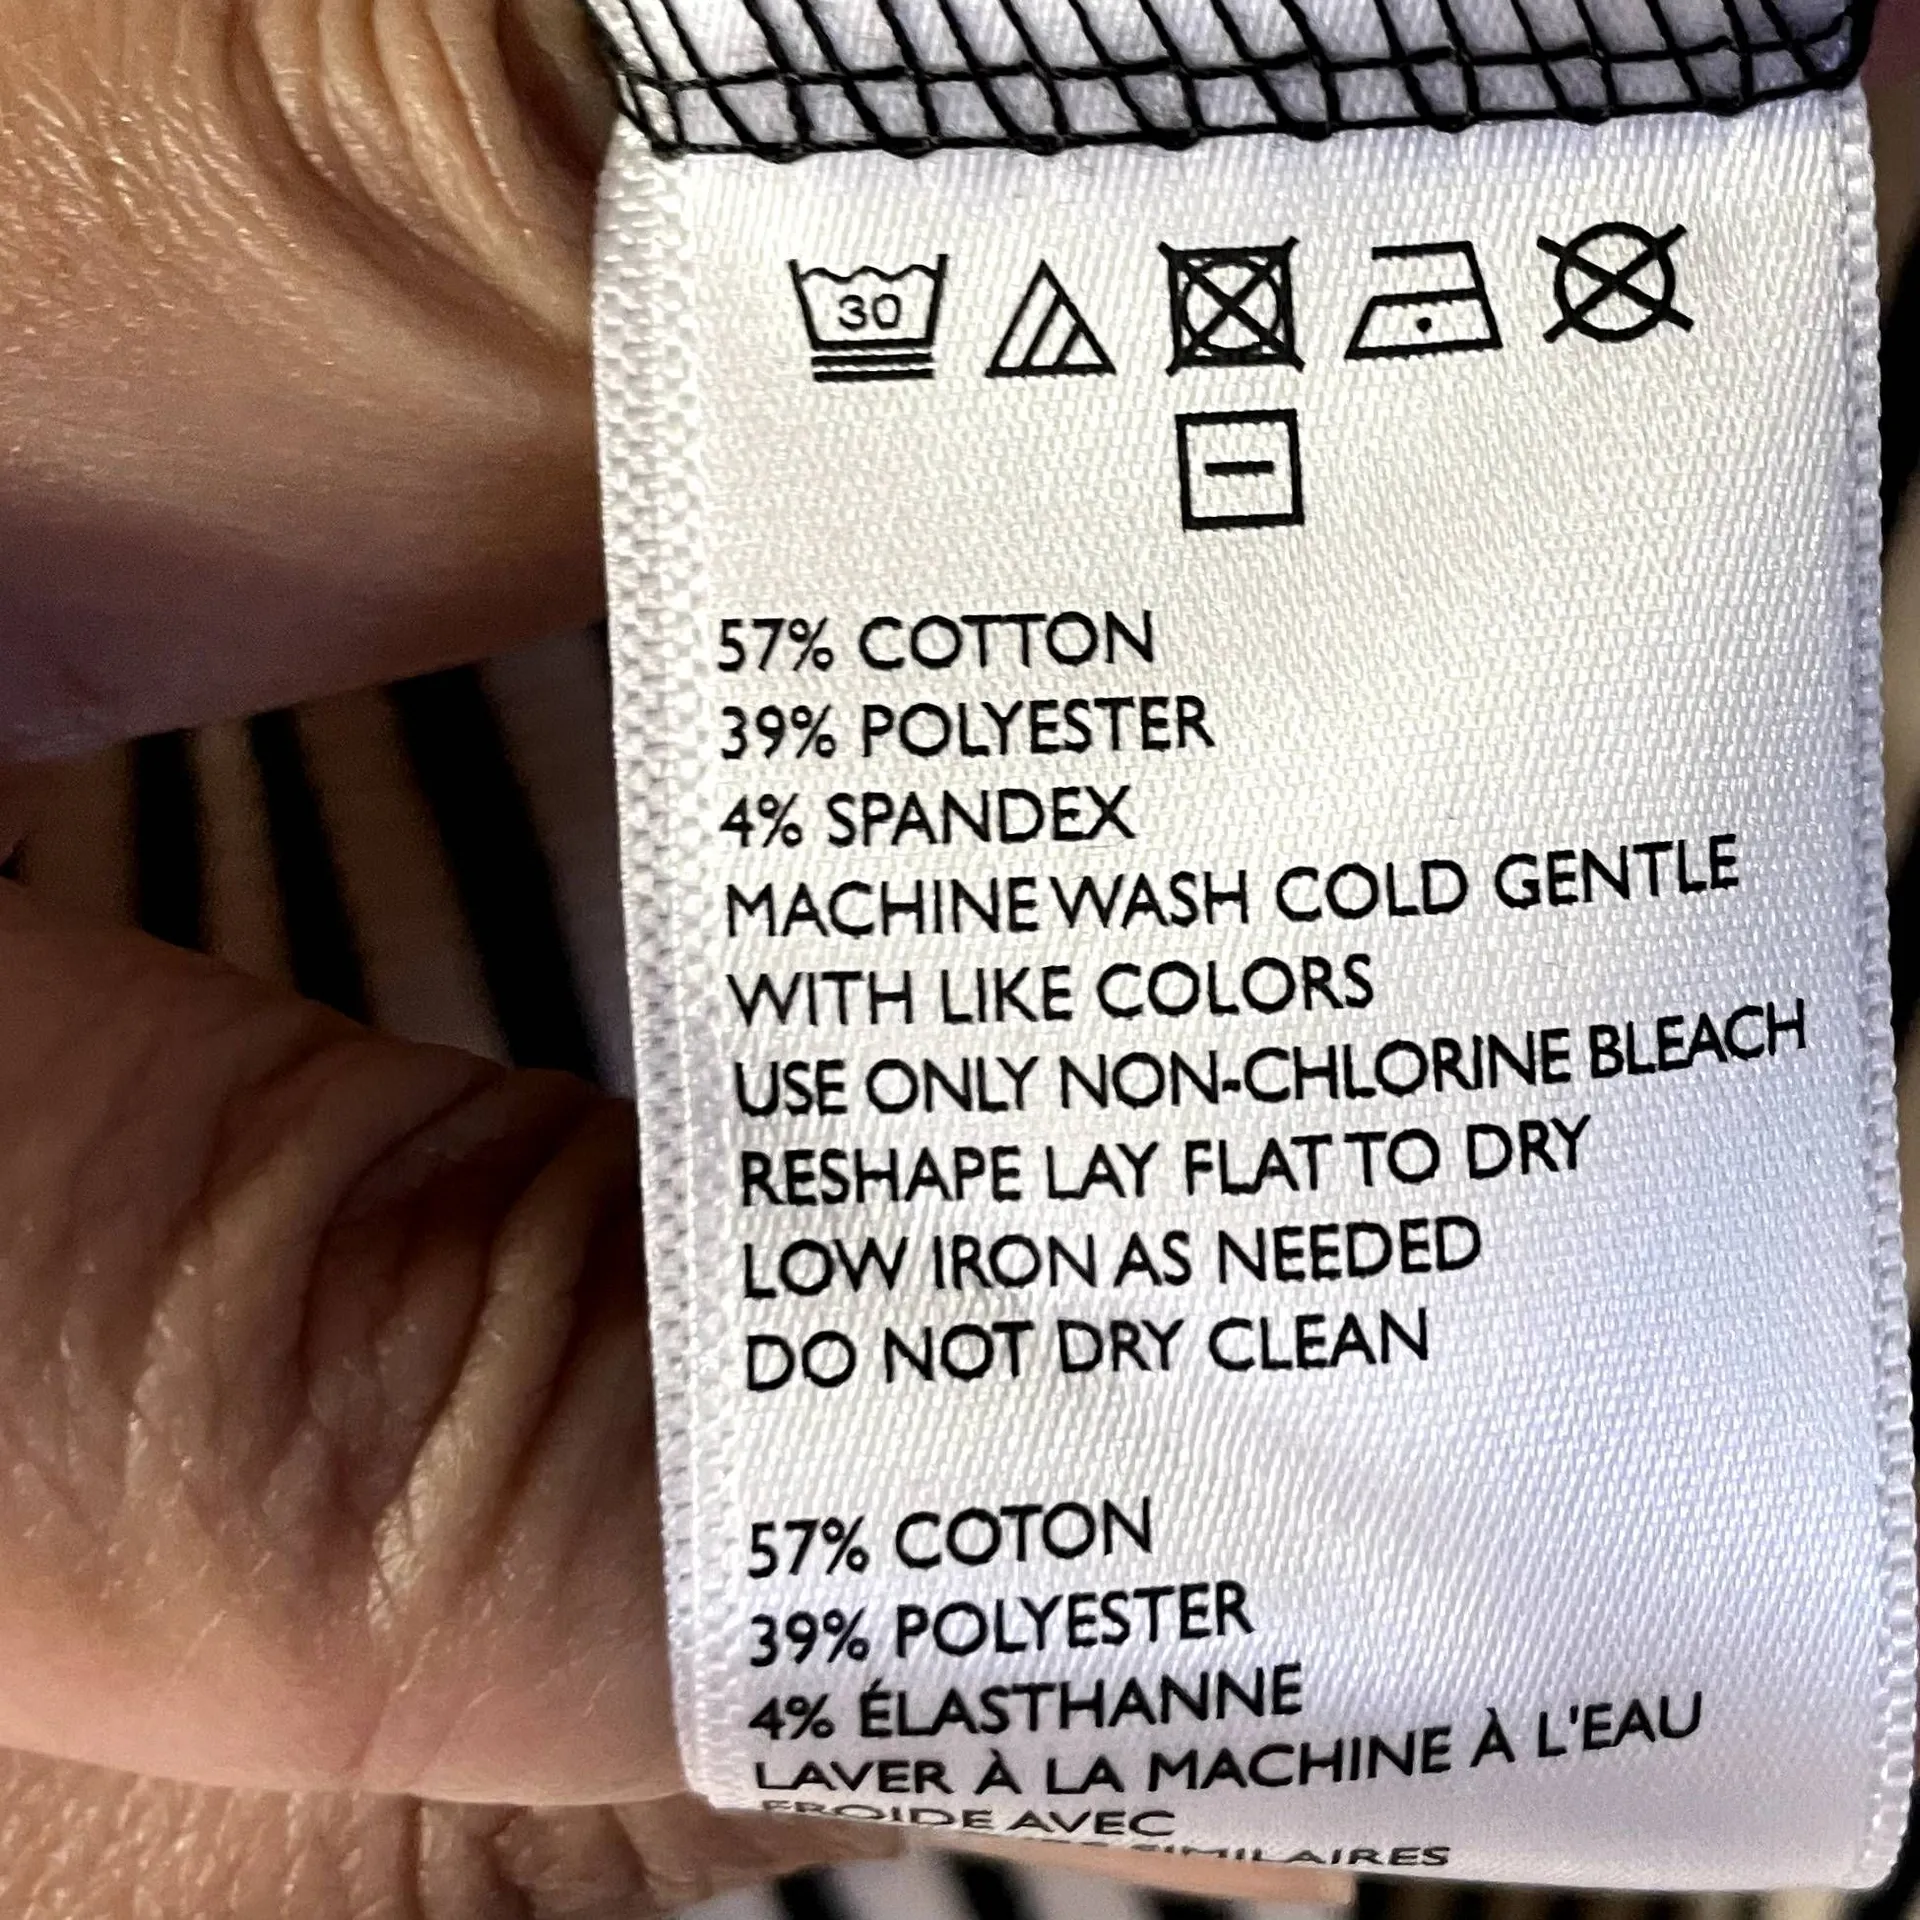 30
57% COTTON
39% POLYESTER
4% SPANDEX
MACHINE WASH COLD GENTLE
WITH LIKE COLORS
USE ONLY NON-CHLORINE BLEACH
RESHAPE LAY FLAT TO DRY
LOW IRON AS NEEDED
DO NOT DRY CLEAN
57% COTON
39% POLYESTER
4% ÉLASTHANNE
LAVER À LA MACHINE À L'EAU
FROIDE AVEC
SIMILAIRES